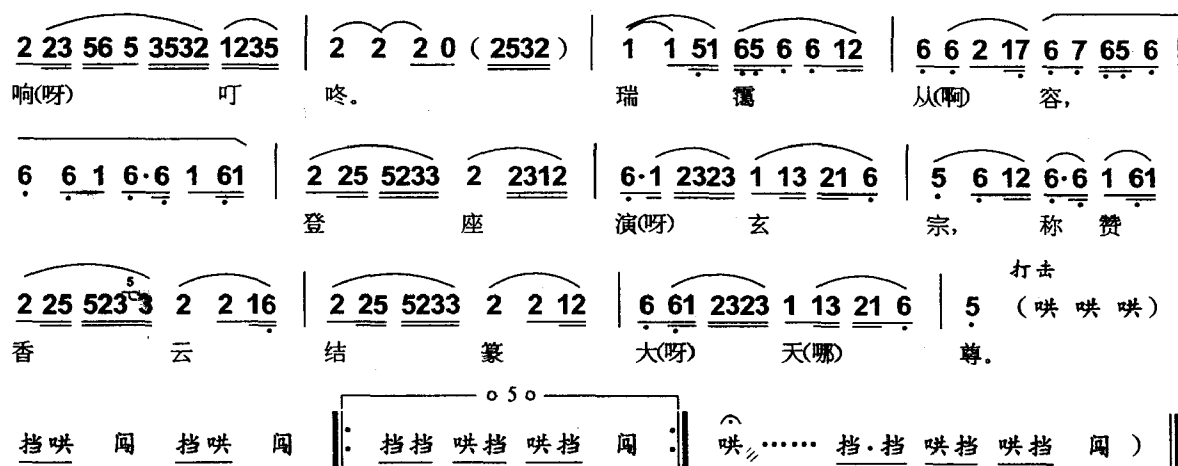 2 23 56 5 3532 1235 | 2 2 2 0 ( 2532 ) | 1 1 51 65 6 6 12 | 6 6 2 17 6 7 65 6
响(呀) 叮 咚。 瑞 霭 从(啊) 容,
6 6 1 6·6 1 61 | 2 25 5233 2 2312 | 6·1 2323 1 13 21 6 | 5 6 12 6·6 1 61
登 座 演(呀) 玄 宗, 称 赞
打击
2 25 523 5 3 2 2 16 | 2 25 5233 2 2 12 | 6 61 2323 1 13 21 6 | 5 ( 哄 哄 哄 )
香 云 结 篆 大(呀) 天(哪) 尊。
5
挡哄 闯 挡哄 闯 ‖: 挡挡 哄挡 哄挡 闯 :‖ 哄 …… 挡·挡 哄挡 哄挡 闯 ) ‖